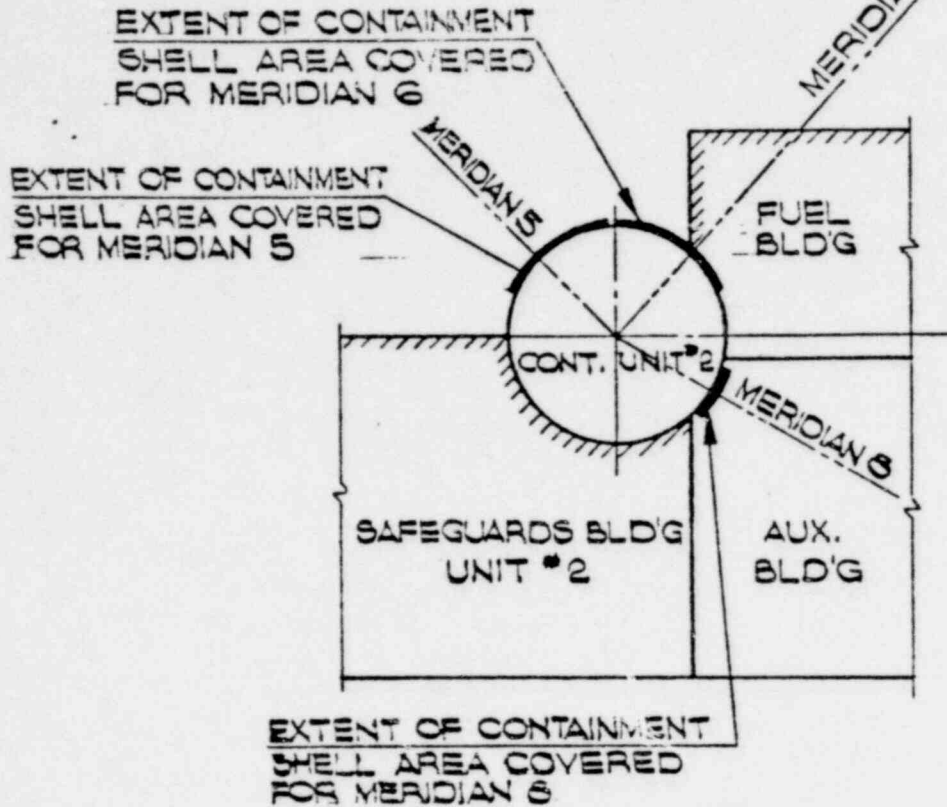 EXTENT OF CONTAINMENT
SHELL AREA COVERED
FOR MERIDIAN 6
MERIDIAN 5
EXTENT OF CONTAINMENT
SHELL AREA COVERED
FOR MERIDIAN 5
FUEL
BLD'G
CONT. UNIT #2
MERIDIAN 8
SAFEGUARDS BLD'G
UNIT #2
AUX.
BLD'G
EXTENT OF CONTAINMENT
SHELL AREA COVERED
FOR MERIDIAN 8